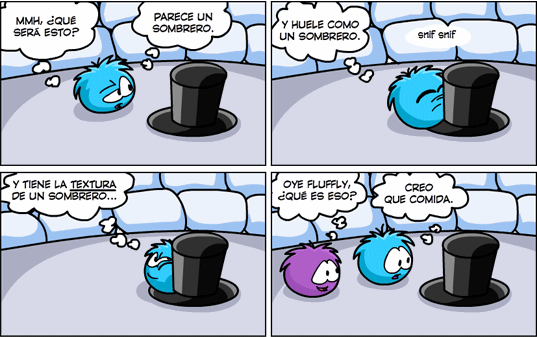 MMH, ¿QUÉ
SERÁ ESTO?
PARECE UN
SOMBRERO.
Y HUELE COMO
UN SOMBRERO.
snif snif
Y TIENE LA TEXTURA
DE UN SOMBRERO...
OYE FLUFFLY,
¿QUÉ ES ESO?
CREO
QUE COMIDA.